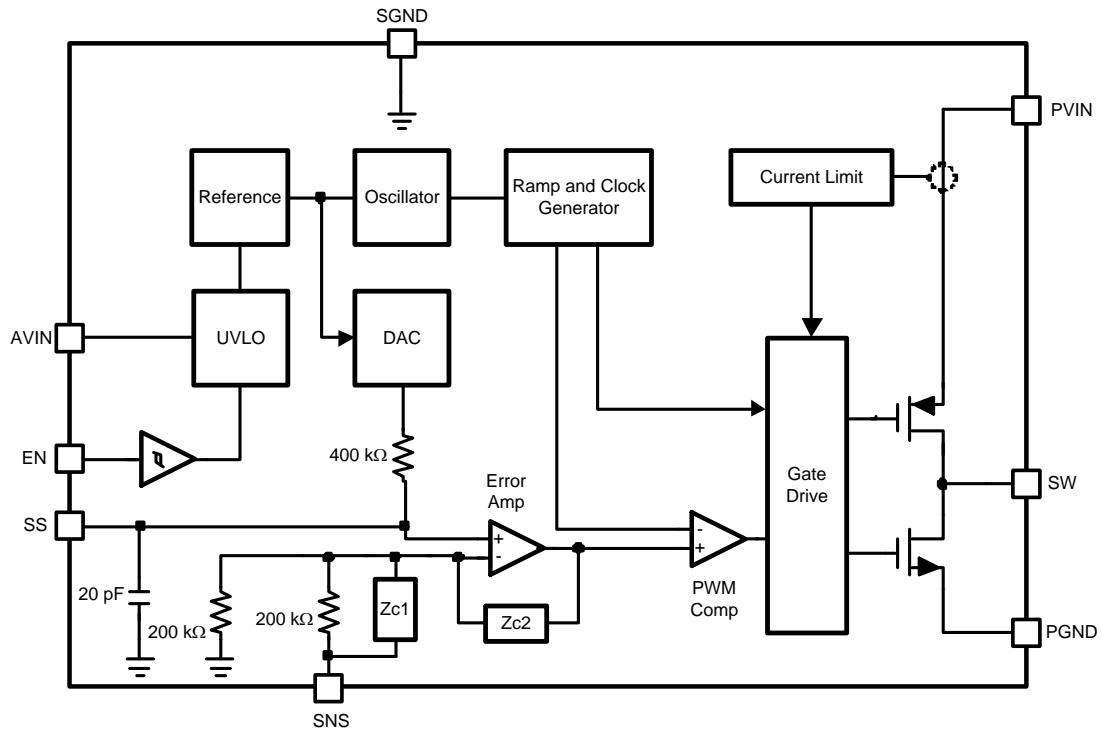 SGND
PVIN
Reference
Oscillator
Ramp and Clock
Generator
Current Limit
AVIN
UVLO
DAC
EN
400 kΩ
Error
Amp
Gate
Drive
SW
SS
+
-
-
+
20 pF
200 kΩ
200 kΩ
Zc1
Zc2
PWM
Comp
PGND
SNS